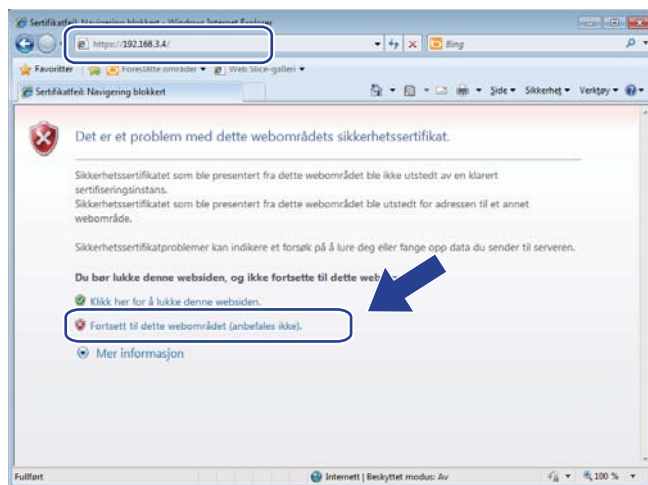 Sertifikatfeil: Navigering blokkert - Windows Internet Explorer
https://192.168.3.4/
Bing
Favoritter
Foreslåtte områder
Web Slice-galleri
Sertifikatfeil: Navigering blokkert
Side
Sikkerhet
Verktøy
Det er et problem med dette webområdets sikkerhetssertifikat.
Sikkerhetssertifikatet som ble presentert fra dette webområdet ble ikke utstedt av en klarert
sertifiseringsinstans.
Sikkerhetssertifikatet som ble presentert fra dette webområdet ble utstedt for adressen til et annet
webområde.
Sikkerhetssertifikatproblemer kan indikere et forsøk på å lure deg eller fange opp data du sender til serveren.
Du bør lukke denne websiden, og ikke fortsette til dette
Klikk her for å lukke denne websiden.
Fortsett til dette webområdet (anbefales ikke).
Mer informasjon
Fullført
Internett | Beskyttet modus: Av
100 %